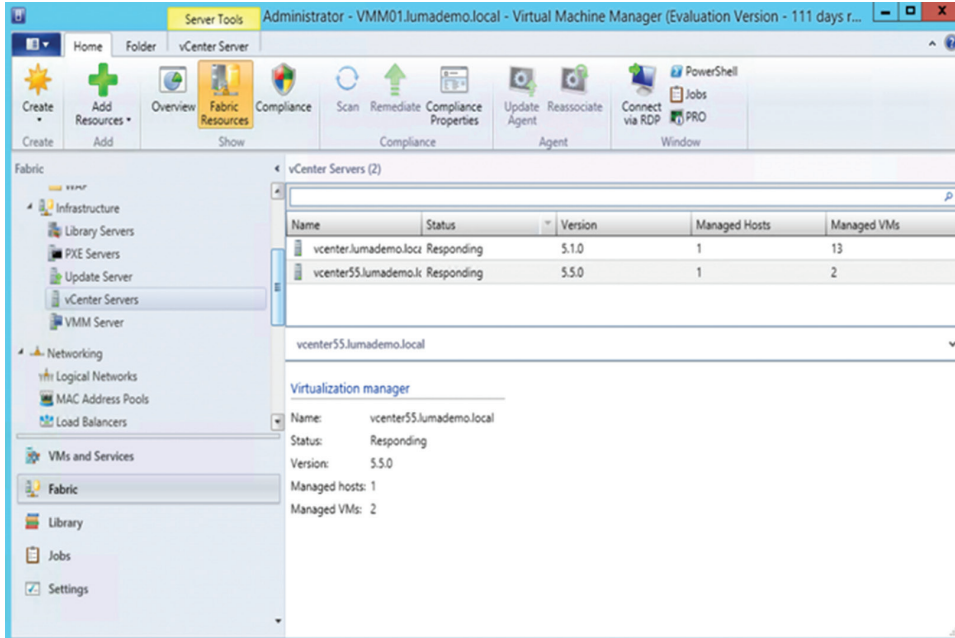 Server Tools
Administrator - VMM01.lumademo.local - Virtual Machine Manager (Evaluation Version - 111 days r...
Home Folder vCenter Server
Create
Add Resources
Overview
Fabric Resources
Compliance
Scan
Remediate
Compliance Properties
Update Agent
Reassociate
Connect via RDP
PowerShell
Jobs
PRO
Create Add Show Compliance Agent Window
Fabric
vCenter Servers (2)
WAP
Infrastructure
Library Servers
PXE Servers
Update Server
vCenter Servers
VMM Server
Networking
Logical Networks
MAC Address Pools
Load Balancers
VMs and Services
Fabric
Library
Jobs
Settings
Name Status Version Managed Hosts Managed VMs
vcenter.lumademo.loca Responding 5.1.0 1 13
vcenter55.lumademo.lc Responding 5.5.0 1 2
vcenter55.lumademo.local
Virtualization manager
Name: vcenter55.lumademo.local
Status: Responding
Version: 5.5.0
Managed hosts: 1
Managed VMs: 2